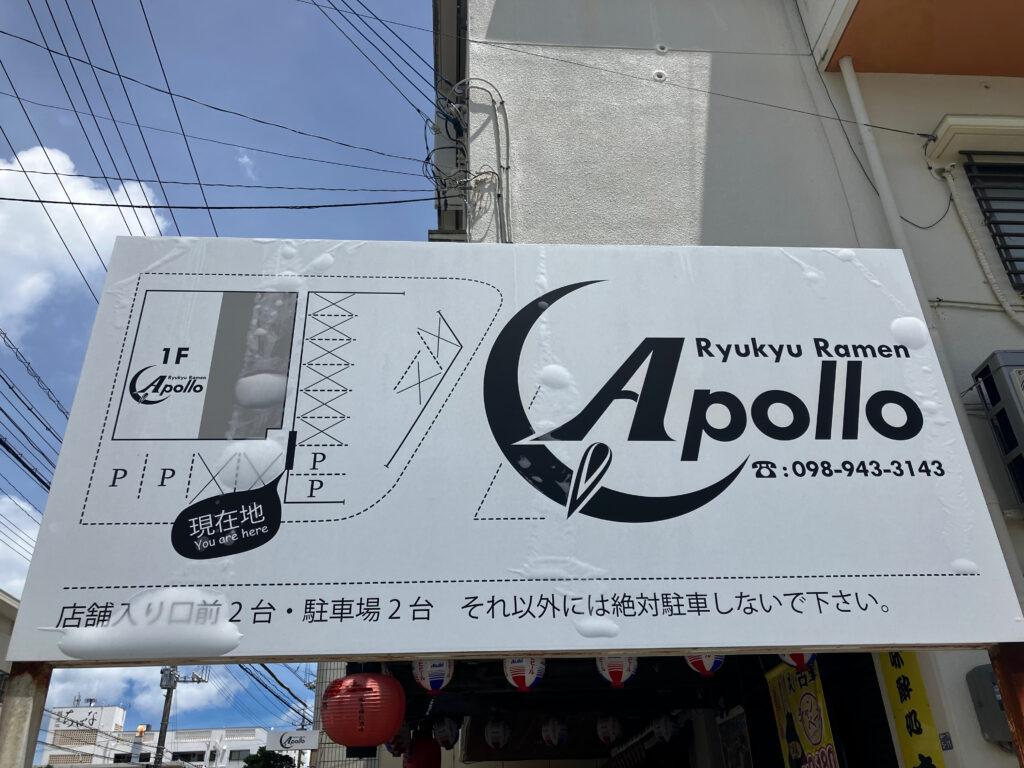 1F
Ryukyu Ramen
Apollo
P
P
P
P
現在地
You are here
Ryukyu Ramen
Apollo
☎:098-943-3143
店舗入り口前2台・駐車場2台　それ以外には絶対駐車しないで下さい。
Asahi
Asahi
Apollo